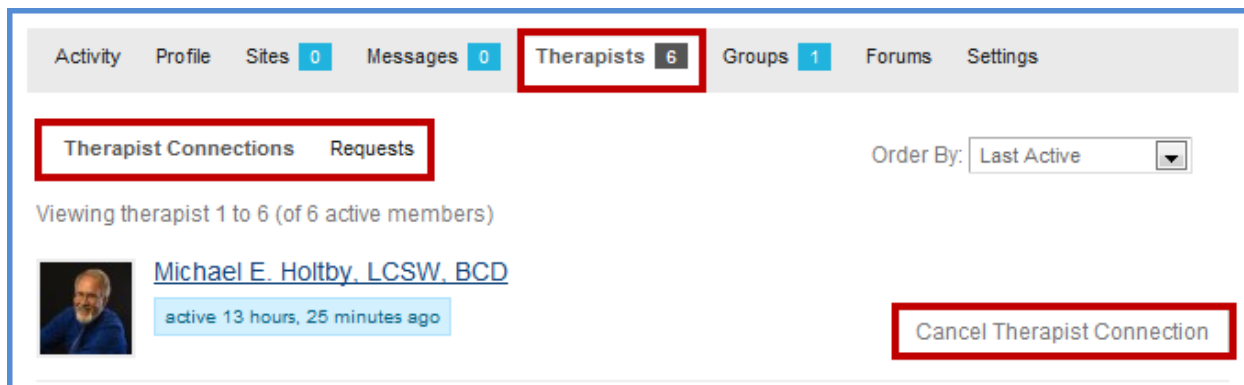 Activity Profile Sites 0 Messages 0 Therapists 6 Groups 1 Forums Settings
Therapist Connections Requests Order By: Last Active
Viewing therapist 1 to 6 (of 6 active members)
Michael E. Holtby, LCSW, BCD
active 13 hours, 25 minutes ago
Cancel Therapist Connection